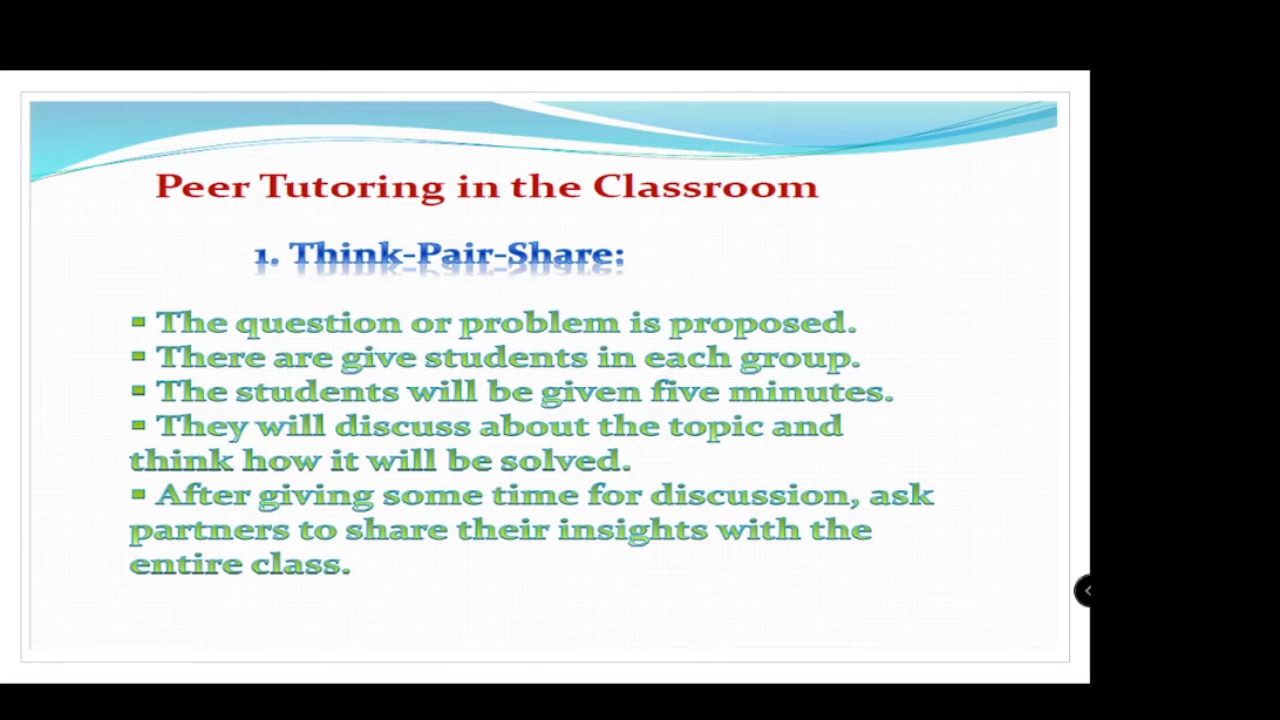 Peer Tutoring in the Classroom
1. Think-Pair-Share:
▪ The question or problem is proposed.
▪ There are give students in each group.
▪ The students will be given five minutes.
▪ They will discuss about the topic and
think how it will be solved.
▪ After giving some time for discussion, ask
partners to share their insights with the
entire class.